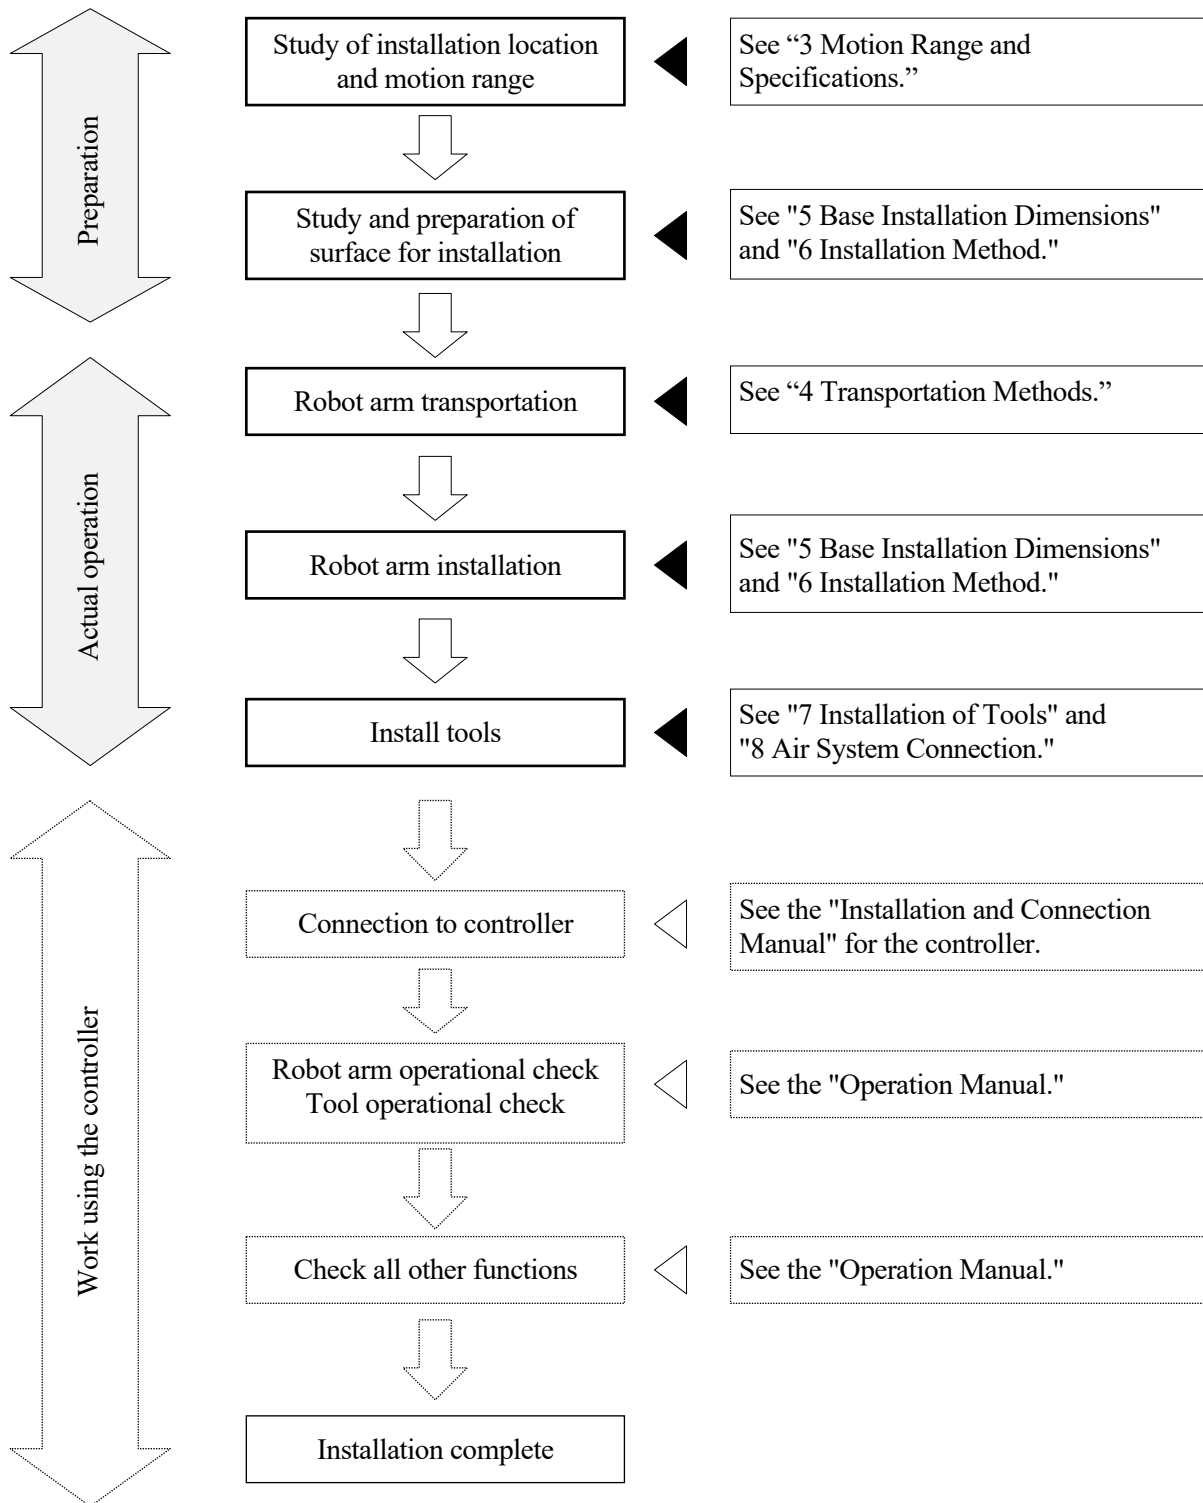 Preparation
Study of installation location
and motion range
See “3 Motion Range and
Specifications.”
Study and preparation of
surface for installation
See "5 Base Installation Dimensions"
and "6 Installation Method."
Actual operation
Robot arm transportation
See “4 Transportation Methods.”
Robot arm installation
See "5 Base Installation Dimensions"
and "6 Installation Method."
Install tools
See "7 Installation of Tools" and
"8 Air System Connection."
Work using the controller
Connection to controller
See the "Installation and Connection
Manual" for the controller.
Robot arm operational check
Tool operational check
See the "Operation Manual."
Check all other functions
See the "Operation Manual."
Installation complete